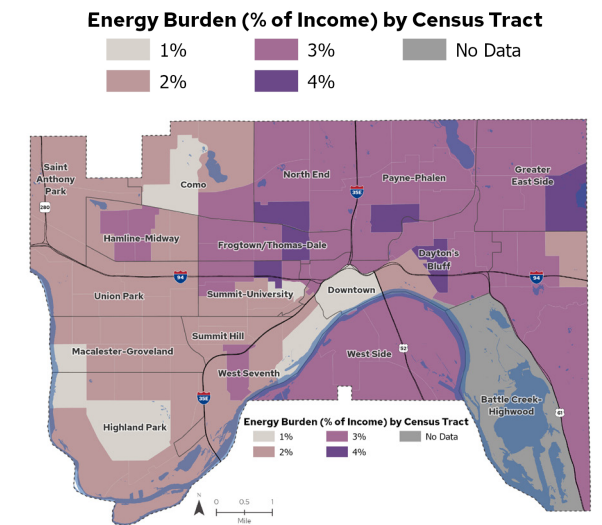 Energy Burden (% of Income) by Census Tract
1% 3% No Data
2% 4%
Saint
Anthony
Park
280
Como
North End
35E
Payne-Phalen
Greater
East Side
Hamline-Midway
Frogtown/Thomas-Dale
Dayton's
Bluff
94
94
Union Park
Summit-University
Downtown
Summit Hill
Macalester-Groveland
West Side
52
West Seventh
35E
Battle Creek-
Highwood
61
Highland Park
Energy Burden (% of Income) by Census Tract
1% 3% No Data
2% 4%
N
0 0.5 1
Mile